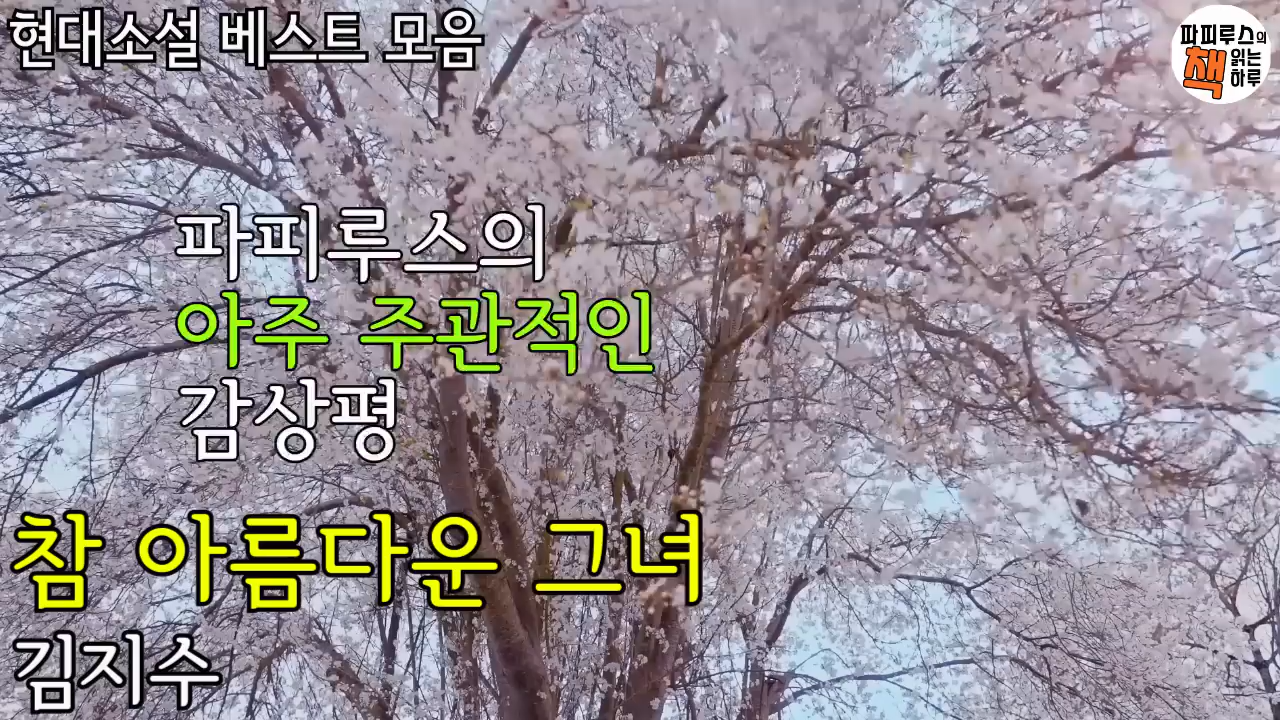 현대소설 베스트 모음
파피루스의
책 읽는
하루
파피루스의
아주 주관적인
감상평
참 아름다운 그녀
김지수